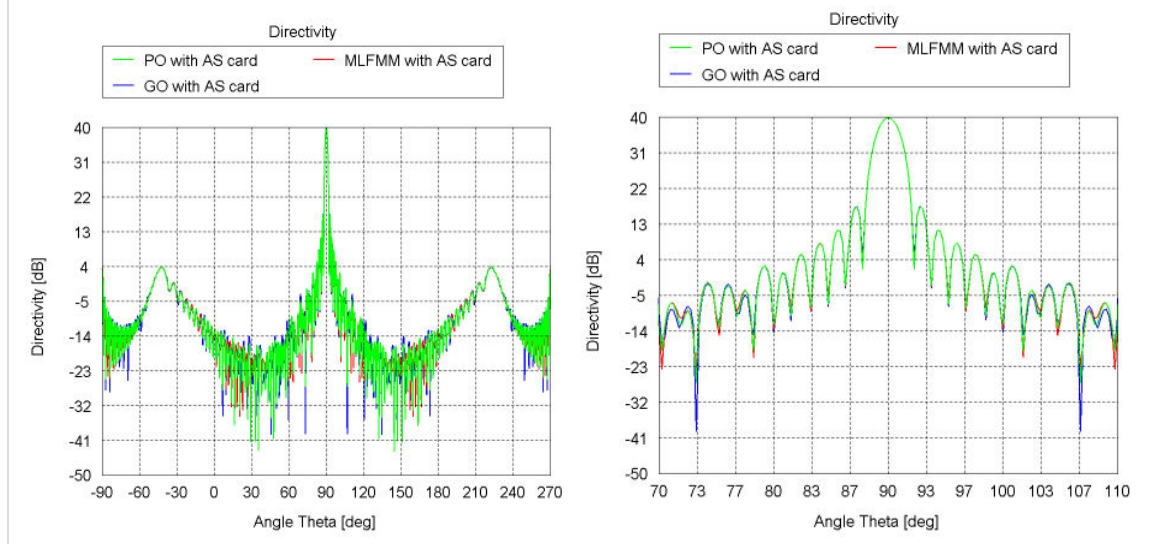 Directivity
PO with AS card
MLFMM with AS card
GO with AS card
40
31
22
13
4
-5
-14
-23
-32
-41
-50
Directivity [dB]
-90 -60 -30 0 30 60 90 120 150 180 210 240 270
Angle Theta [deg]
Directivity
PO with AS card
MLFMM with AS card
GO with AS card
40
31
22
13
4
-5
-14
-23
-32
-41
-50
Directivity [dB]
70 73 77 80 83 87 90 93 97 100 103 107 110
Angle Theta [deg]